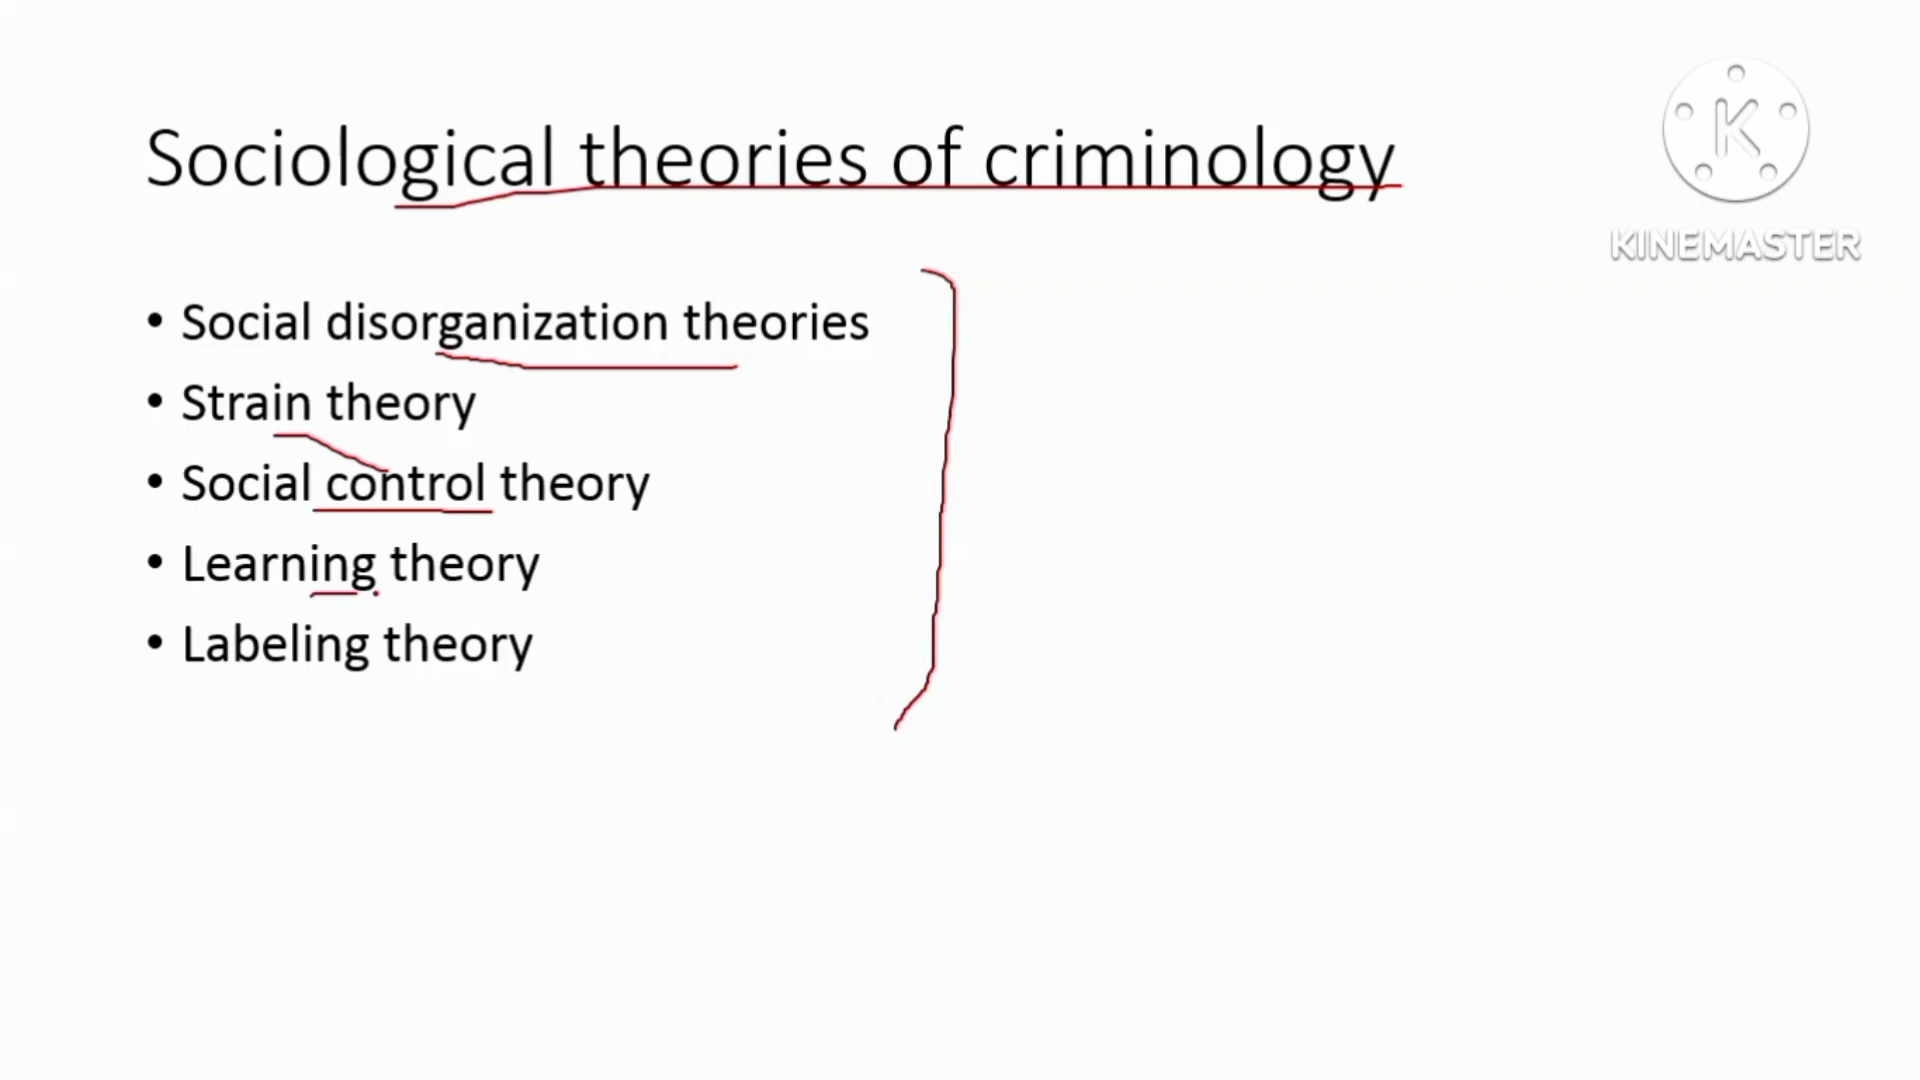 Sociological theories of criminology
K
KINEMASTER
• Social disorganization theories
• Strain theory
• Social control theory
• Learning theory
• Labeling theory